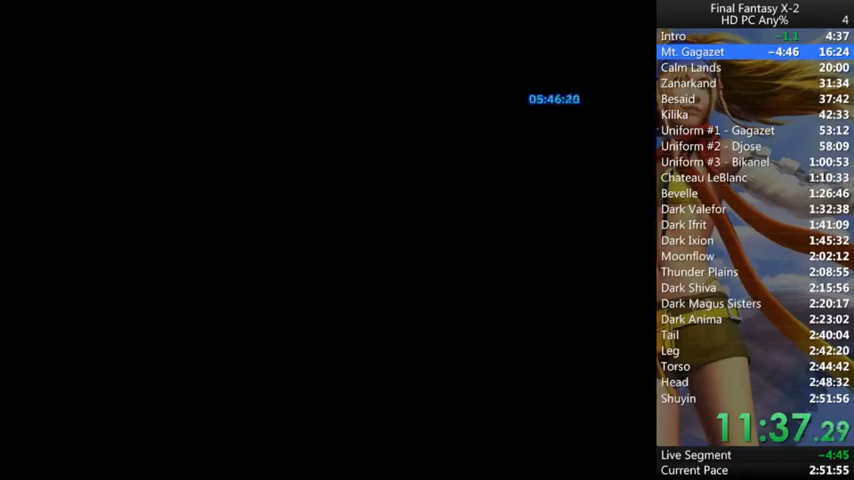 Final Fantasy X-2
HD PC Any% 4
Intro −1.1 4:37
Mt. Gagazet −4:46 16:24
Calm Lands 20:00
Zanarkand 31:34
Besaid 37:42
Kilika 42:33
Uniform #1 - Gagazet 53:12
Uniform #2 - Djose 58:09
Uniform #3 - Bikanel 1:00:53
Chateau LeBlanc 1:10:33
Bevelle 1:26:46
Dark Valefor 1:32:38
Dark Ifrit 1:41:09
Dark Ixion 1:45:32
Moonflow 2:02:12
Thunder Plains 2:08:55
Dark Shiva 2:15:56
Dark Magus Sisters 2:20:17
Dark Anima 2:23:02
Tail 2:40:04
Leg 2:42:20
Torso 2:44:42
Head 2:48:32
Shuyin 2:51:56
11:37.29
Live Segment −4:45
Current Pace 2:51:55
05:46:20